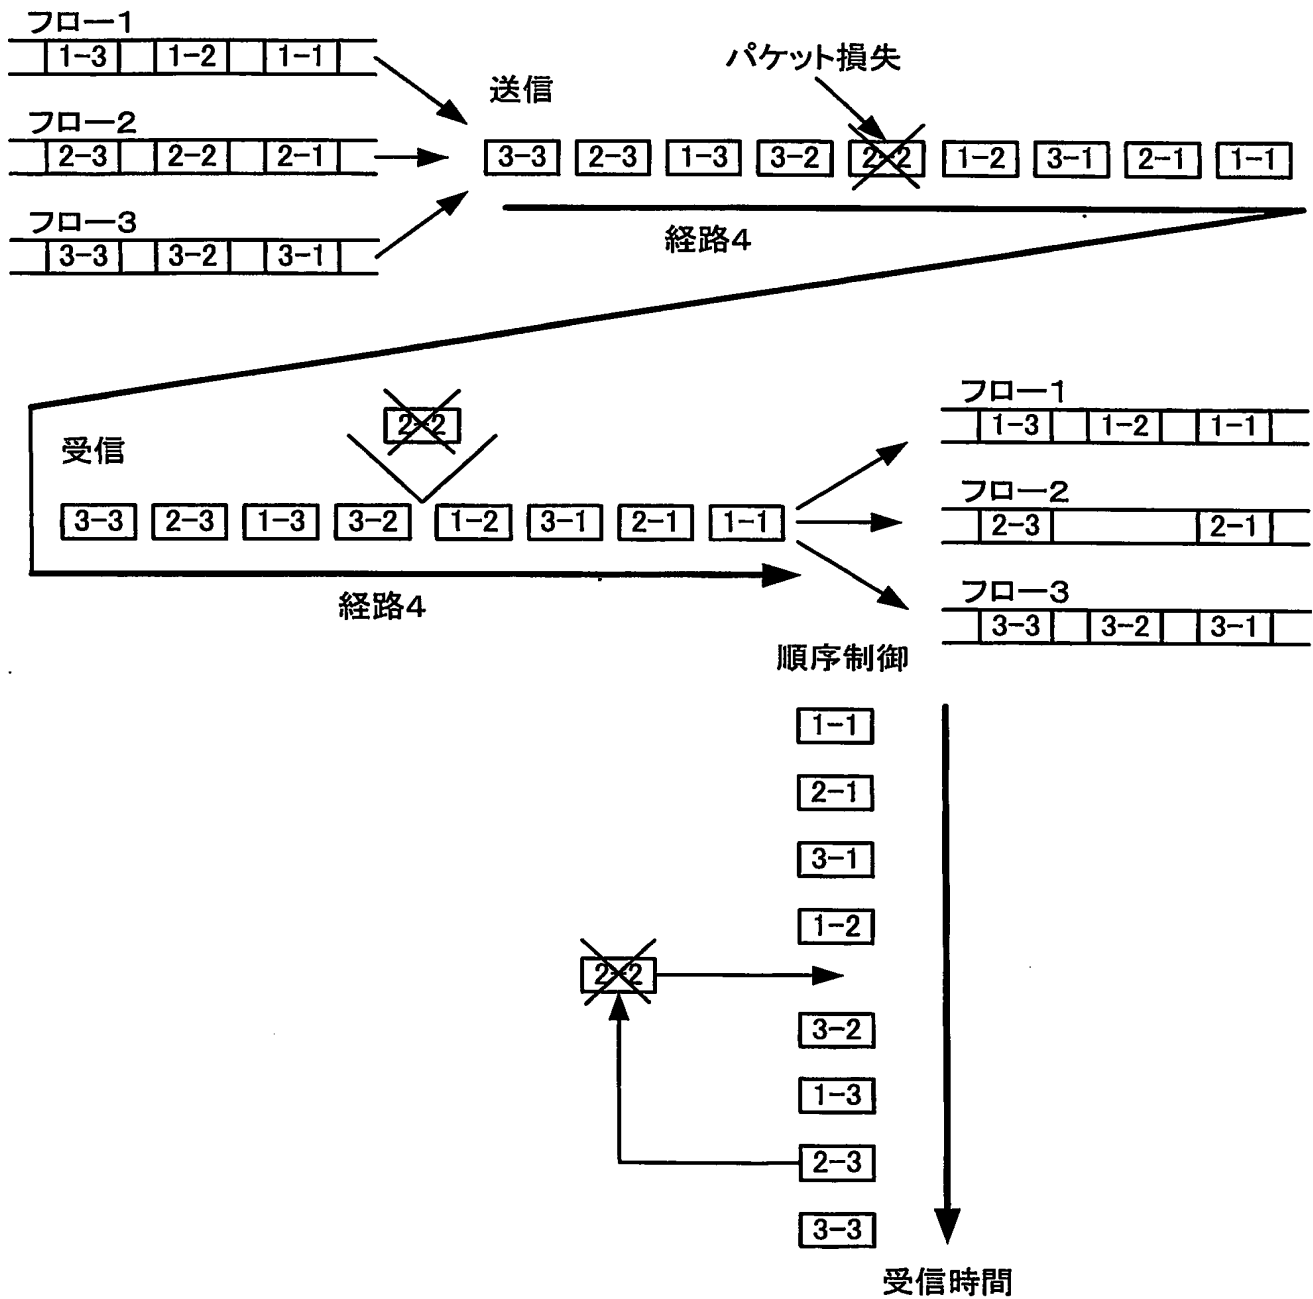 フロー1
1-3 1-2 1-1
フロー2
2-3 2-2 2-1
フロー3
3-3 3-2 3-1
送信
パケット損失
3-3 2-3 1-3 3-2 2-2 1-2 3-1 2-1 1-1
経路4
受信
2-2
3-3 2-3 1-3 3-2 1-2 3-1 2-1 1-1
経路4
フロー1
1-3 1-2 1-1
フロー2
2-3 2-1
フロー3
3-3 3-2 3-1
順序制御
1-1
2-1
3-1
1-2
2-2
3-2
1-3
2-3
3-3
受信時間